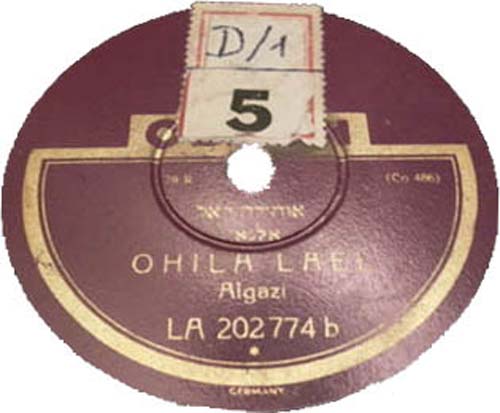 D/1
5
(Co 486)
אוחילה לאל
OHILA LAEL
Algazi
LA 202774 b
GERMANY